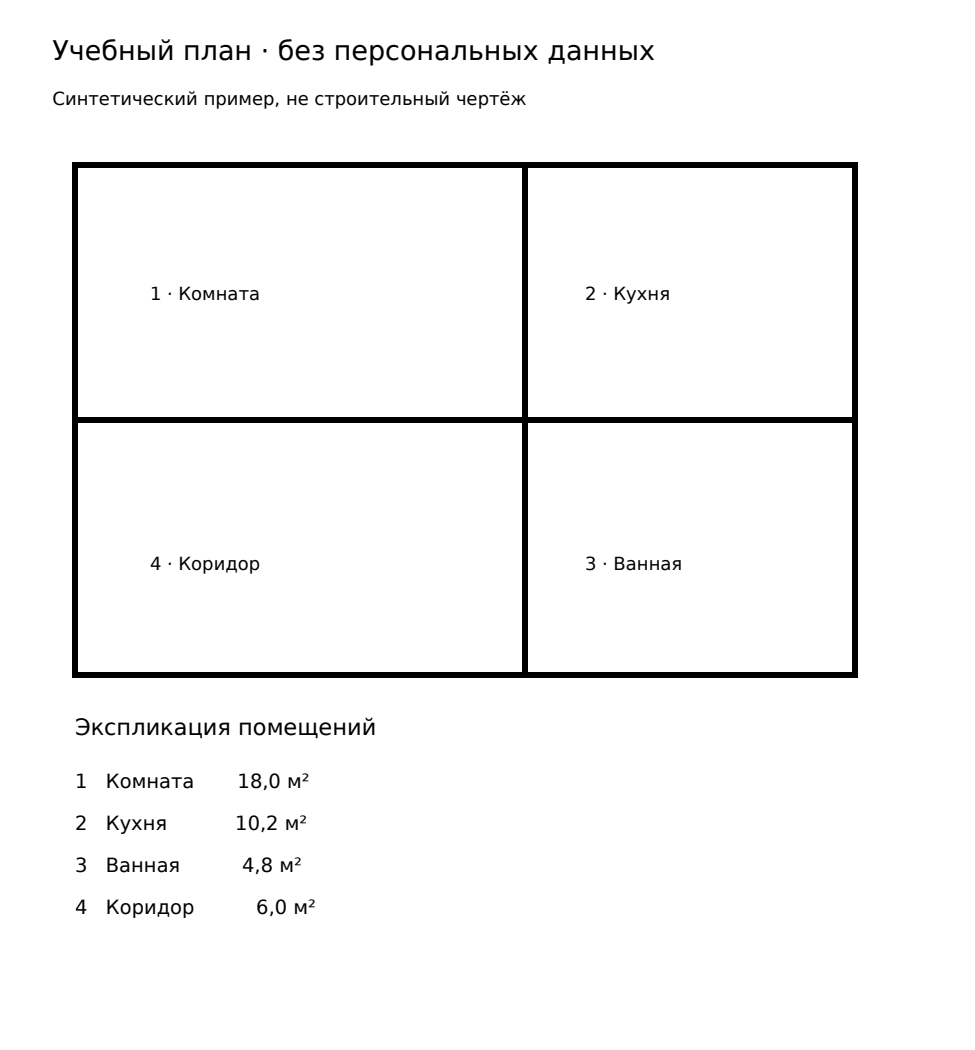 Учебный план · без персональных данных
Синтетический пример, не строительный чертёж
1 · Комната
2 · Кухня
4 · Коридор
3 · Ванная
Экспликация помещений
1 Комната 18,0 м²
2 Кухня 10,2 м²
3 Ванная 4,8 м²
4 Коридор 6,0 м²